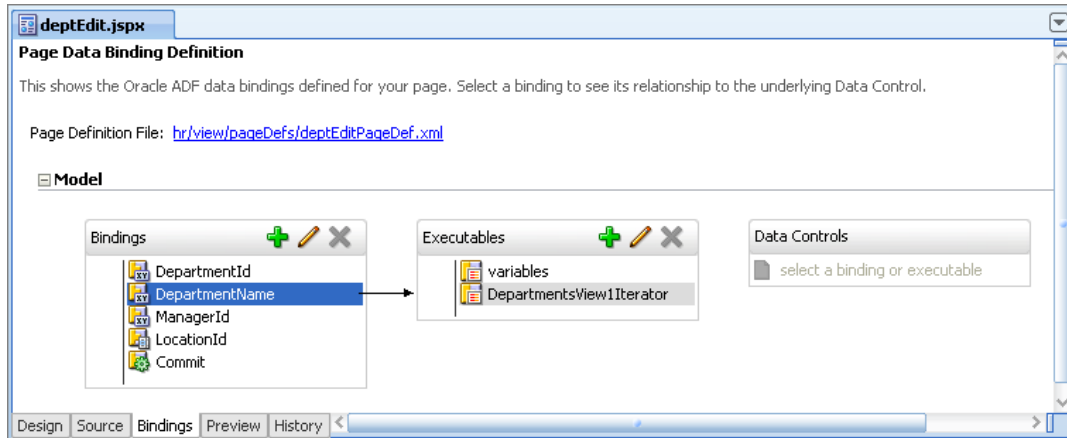 deptEdit.jspx
Page Data Binding Definition
This shows the Oracle ADF data bindings defined for your page. Select a binding to see its relationship to the underlying Data Control.
Page Definition File: hr/view/pageDefs/deptEditPageDef.xml
Model
Bindings
DepartmentId
DepartmentName
ManagerId
LocationId
Commit
Executables
variables
DepartmentsView1Iterator
Data Controls
select a binding or executable
Design Source Bindings Preview History